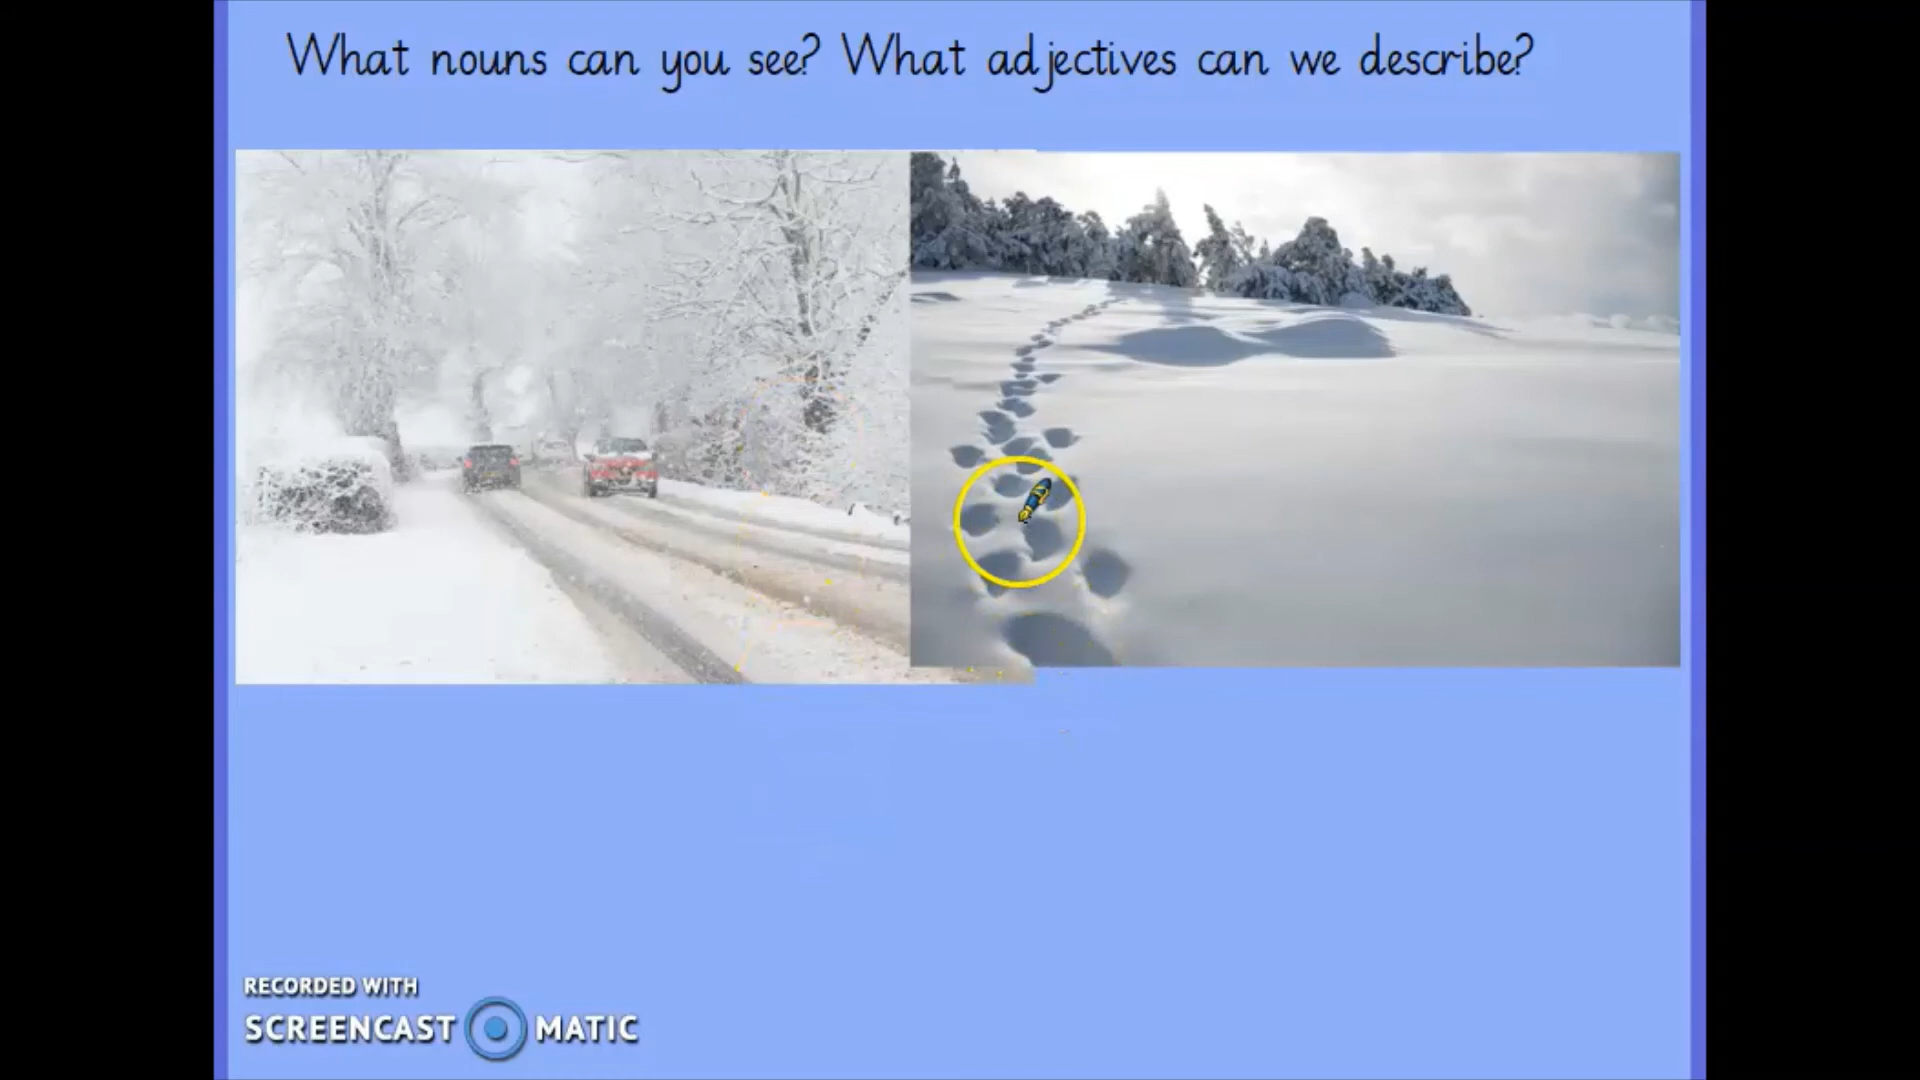 What nouns can you see? What adjectives can we describe?
RECORDED WITH
SCREENCAST MATIC